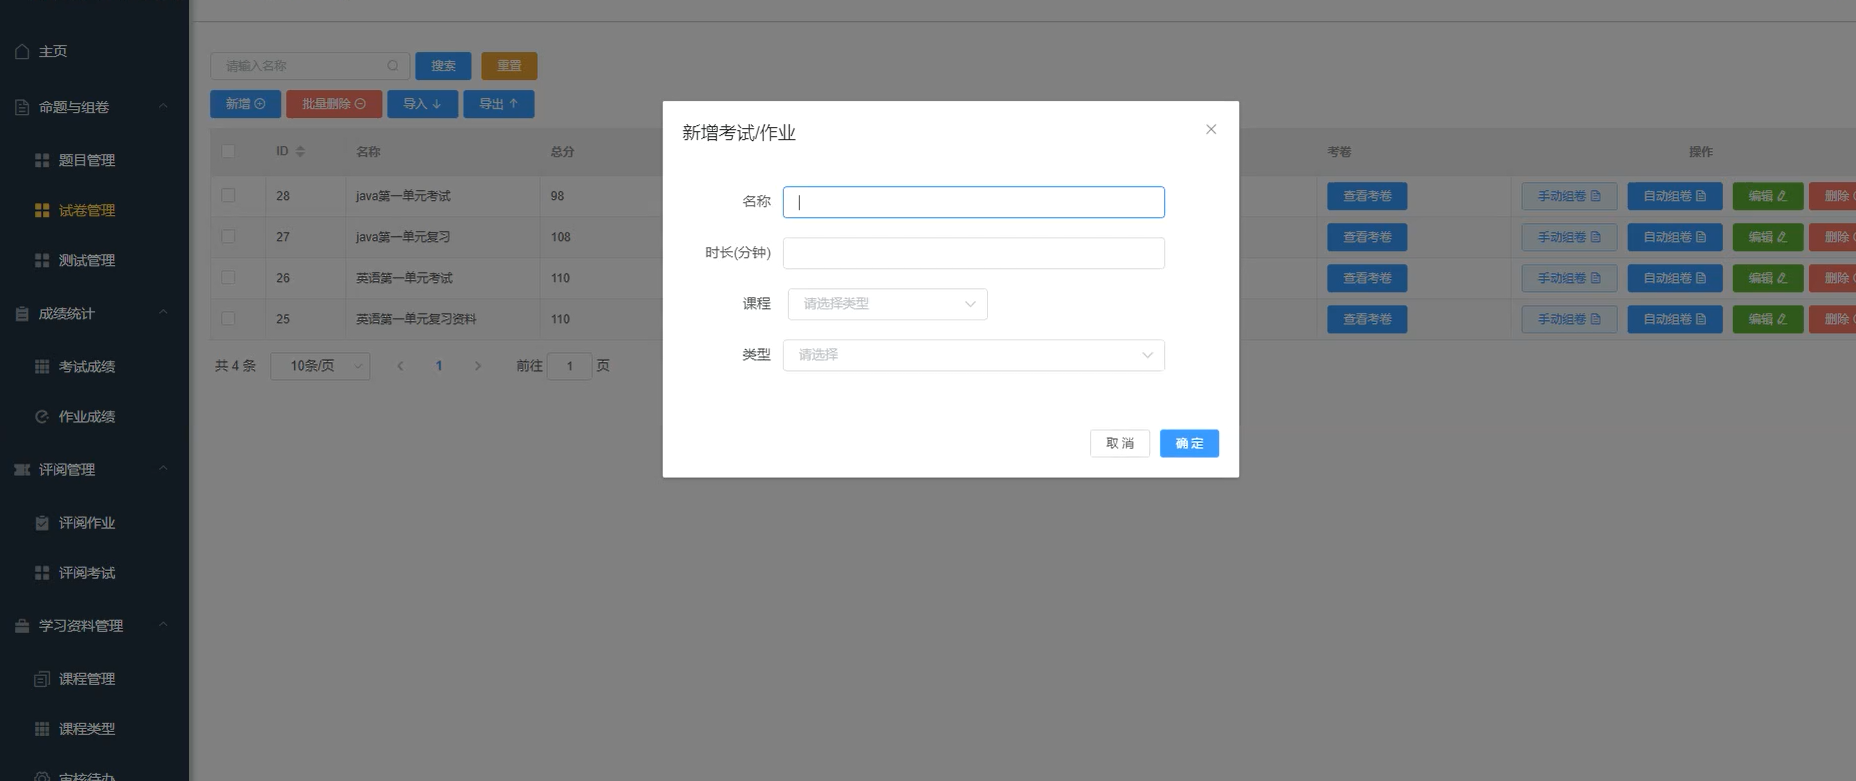 主页
命题与组卷
题目管理
试卷管理
测试管理
成绩统计
考试成绩
作业成绩
评阅管理
评阅作业
评阅考试
学习资料管理
课程管理
课程类型
审核待办
请输入名称 搜索 重置
新增 批量删除 导入 导出
ID 名称 总分 考卷 操作
28 java第一单元考试 98 查看考卷 手动组卷 自动组卷 编辑 删除
27 java第一单元复习 108 查看考卷 手动组卷 自动组卷 编辑 删除
26 英语第一单元考试 110 查看考卷 手动组卷 自动组卷 编辑 删除
25 英语第一单元复习资料 110 查看考卷 手动组卷 自动组卷 编辑 删除
共 4 条 10条/页 1 前往 1 页
新增考试/作业
名称
时长(分钟)
课程 请选择类型
类型 请选择
取 消 确 定